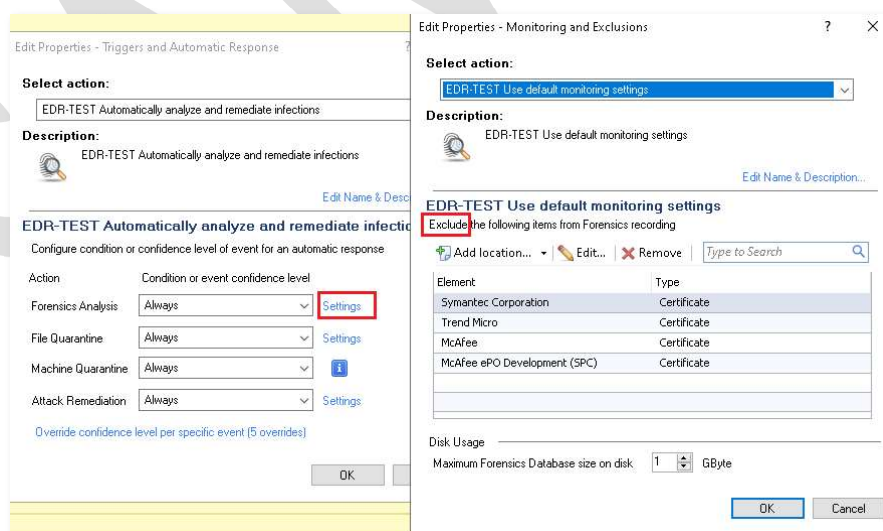 Edit Properties - Triggers and Automatic Response ?
Select action:
EDR-TEST Automatically analyze and remediate infections
Description:
EDR-TEST Automatically analyze and remediate infections
Edit Name & Desc
EDR-TEST Automatically analyze and remediate infectio
Configure condition or confidence level of event for an automatic response
Action Condition or event confidence level
Forensics Analysis Always Settings
File Quarantine Always Settings
Machine Quarantine Always i
Attack Remediation Always Settings
Override confidence level per specific event (5 overrides)
OK
Edit Properties - Monitoring and Exclusions ? X
Select action:
EDR-TEST Use default monitoring settings
Description:
EDR-TEST Use default monitoring settings
Edit Name & Description...
EDR-TEST Use default monitoring settings
Exclude the following items from Forensics recording
Add location... Edit... Remove Type to Search
Element Type
Symantec Corporation Certificate
Trend Micro Certificate
McAfee Certificate
McAfee ePO Development (SPC) Certificate
Disk Usage
Maximum Forensics Database size on disk 1 GByte
OK Cancel